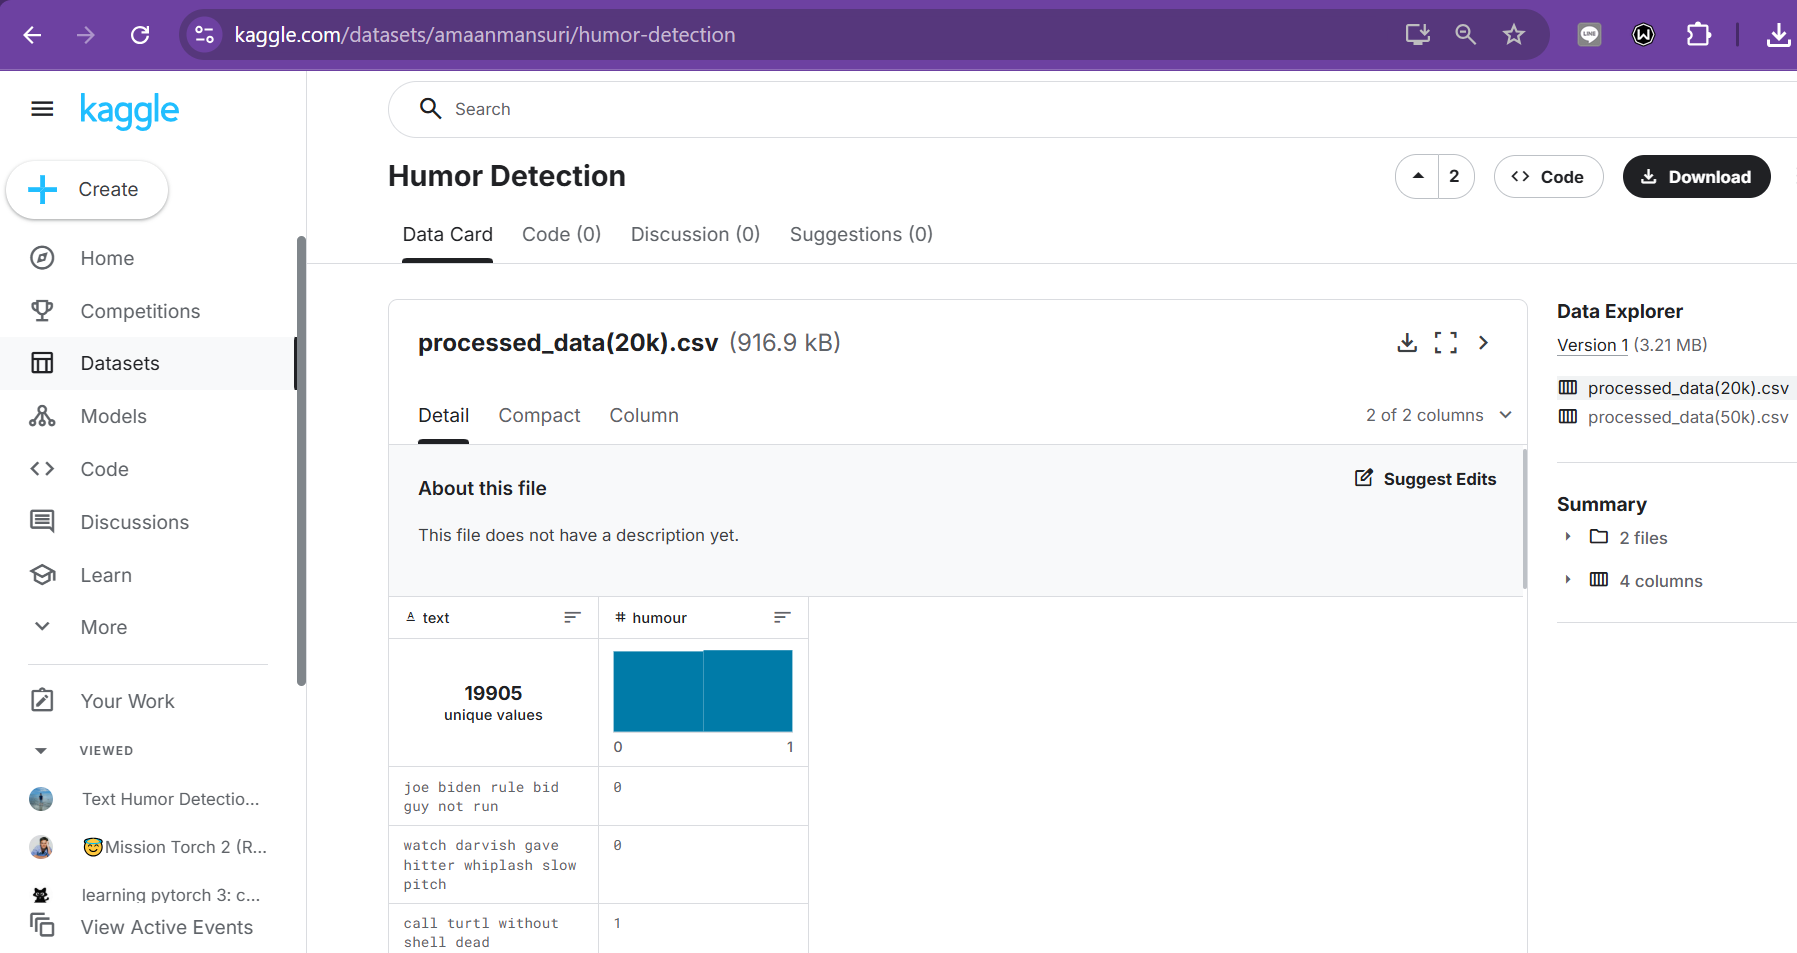 kaggle.com/datasets/amaanmansuri/humor-detection
LINE
W
kaggle
Search
Create
Humor Detection
2
Code
Download
Home
Data Card
Code (0)
Discussion (0)
Suggestions (0)
Competitions
Datasets
Models
Code
Discussions
Learn
More
Your Work
VIEWED
Text Humor Detectio...
Mission Torch 2 (R...
learning pytorch 3: c...
View Active Events
processed_data(20k).csv (916.9 kB)
Detail
Compact
Column
2 of 2 columns
About this file
Suggest Edits
This file does not have a description yet.
A text
# humour
19905
unique values
0
1
joe biden rule bid
guy not run
0
watch darvish gave
hitter whiplash slow
pitch
0
call turtl without
shell dead
1
Data Explorer
Version 1 (3.21 MB)
processed_data(20k).csv
processed_data(50k).csv
Summary
2 files
4 columns